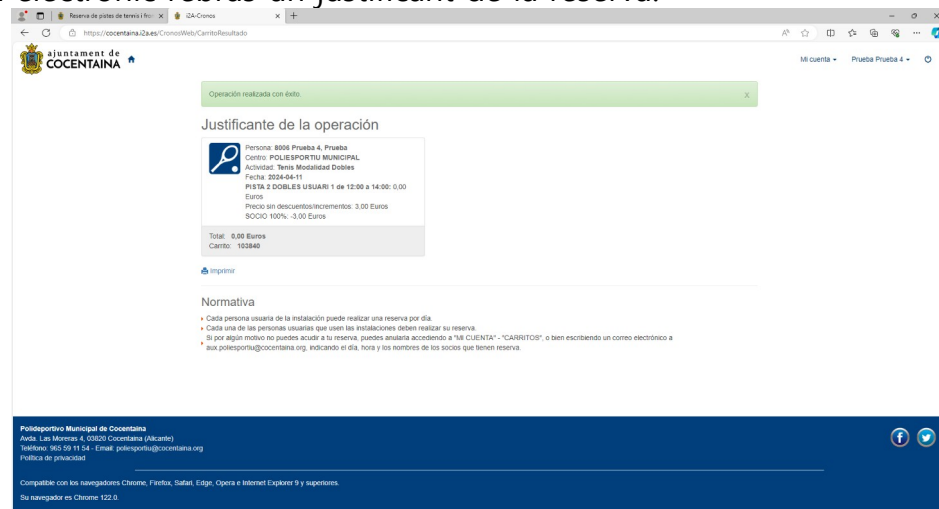 electrònic rebràs un justificant de la reserva.
Reserva de pistes de tennis i fron
i2A-Cronos
https://cocentaina.i2a.es/CronosWeb/CarritoResultado
ajuntament de
COCENTAINA
Mi cuenta
Prueba Prueba 4
Operación realizada con éxito.
X
Justificante de la operación
Persona: 8006 Prueba 4, Prueba
Centro: POLIESPORTIU MUNICIPAL
Actividad: Tenis Modalidad Dobles
Fecha: 2024-04-11
PISTA 2 DOBLES USUARI 1 de 12:00 a 14:00: 0,00
Euros
Precio sin descuentos/incrementos: 3,00 Euros
SOCIO 100%: -3,00 Euros
Total: 0,00 Euros
Carrito: 103840
Imprimir
Normativa
Cada persona usuaria de la instalación puede realizar una reserva por día.
Cada una de las personas usuarias que usen las instalaciones deben realizar su reserva.
Si por algún motivo no puedes acudir a tu reserva, puedes anularla accediendo a "MI CUENTA" - "CARRITOS", o bien escribiendo un correo electrónico a
aux.poliesportiu@cocentaina.org, indicando el día, hora y los nombres de los socios que tienen reserva.
Polideportivo Municipal de Cocentaina
Avda. Las Moreras 4, 03820 Cocentaina (Alicante)
Teléfono: 965 59 11 54 - Email: poliesportiu@cocentaina.org
Política de privacidad
Compatible con los navegadores Chrome, Firefox, Safari, Edge, Opera e Internet Explorer 9 y superiores.
Su navegador es Chrome 122.0.